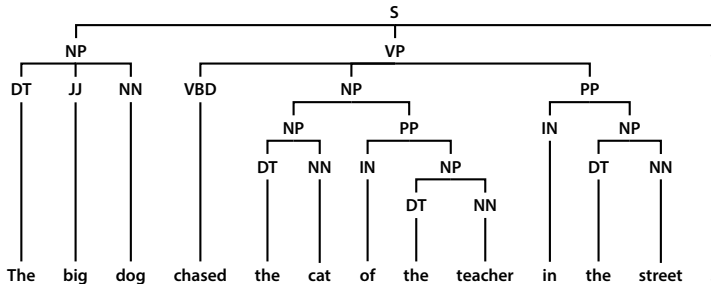 S
NP VP
DT JJ NN VBD NP PP
NP PP IN NP
DT NN IN NP DT NN
DT NN
The big dog chased the cat of the teacher in the street